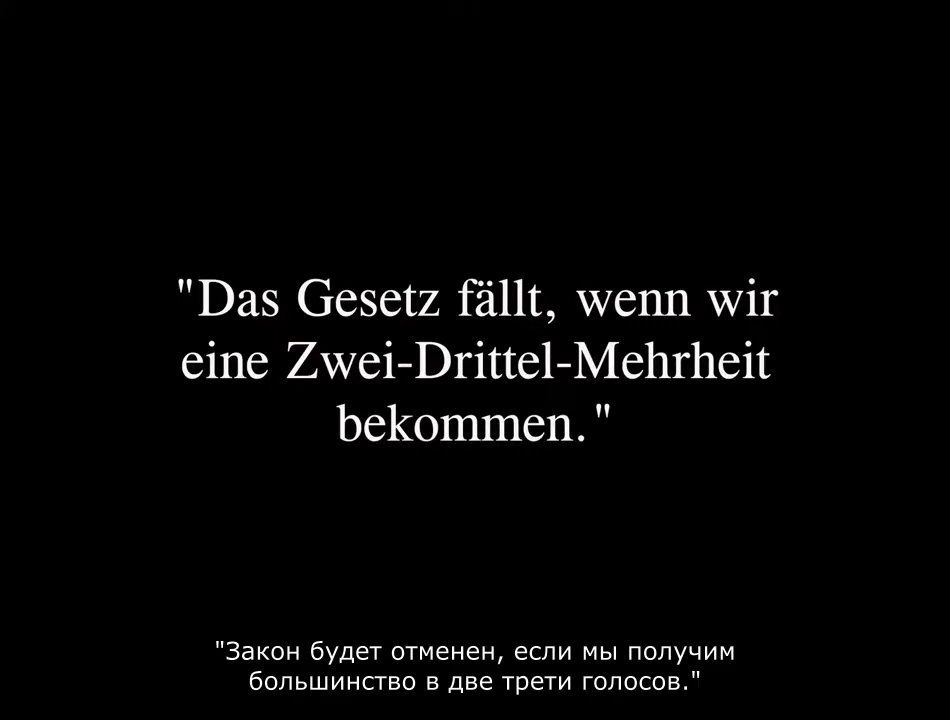 "Das Gesetz fällt, wenn wir
eine Zwei-Drittel-Mehrheit
bekommen."
"Закон будет отменен, если мы получим
большинство в две трети голосов."